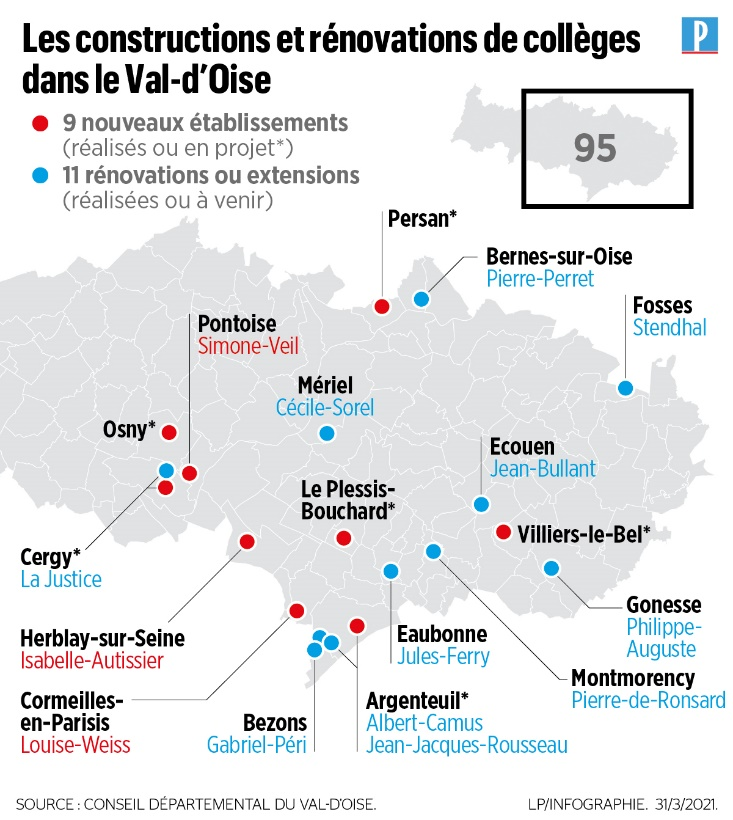 Les constructions et rénovations de collèges
dans le Val-d'Oise
P
9 nouveaux établissements
(réalisés ou en projet*)
11 rénovations ou extensions
(réalisées ou à venir)
95
Persan*
Bernes-sur-Oise
Pierre-Perret
Fosses
Stendhal
Pontoise
Simone-Veil
Mériel
Cécile-Sorel
Osny*
Ecouen
Jean-Bullant
Le Plessis-
Bouchard*
Villiers-le-Bel*
Cergy*
La Justice
Gonesse
Philippe-
Auguste
Herblay-sur-Seine
Isabelle-Autissier
Eaubonne
Jules-Ferry
Montmorency
Pierre-de-Ronsard
Cormeilles-
en-Parisis
Louise-Weiss
Bezons
Gabriel-Péri
Argenteuil*
Albert-Camus
Jean-Jacques-Rousseau
SOURCE : CONSEIL DÉPARTEMENTAL DU VAL-D'OISE.
LP/INFOGRAPHIE. 31/3/2021.